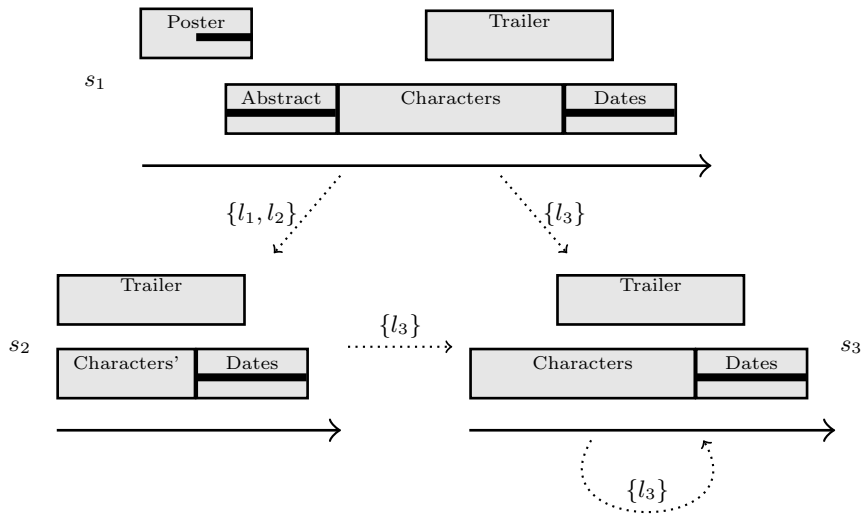 Poster
Trailer
s1
Abstract
Characters
Dates
{l1, l2}
{l3}
Trailer
Trailer
{l3}
s2
s3
Characters’
Dates
Characters
Dates
{l3}